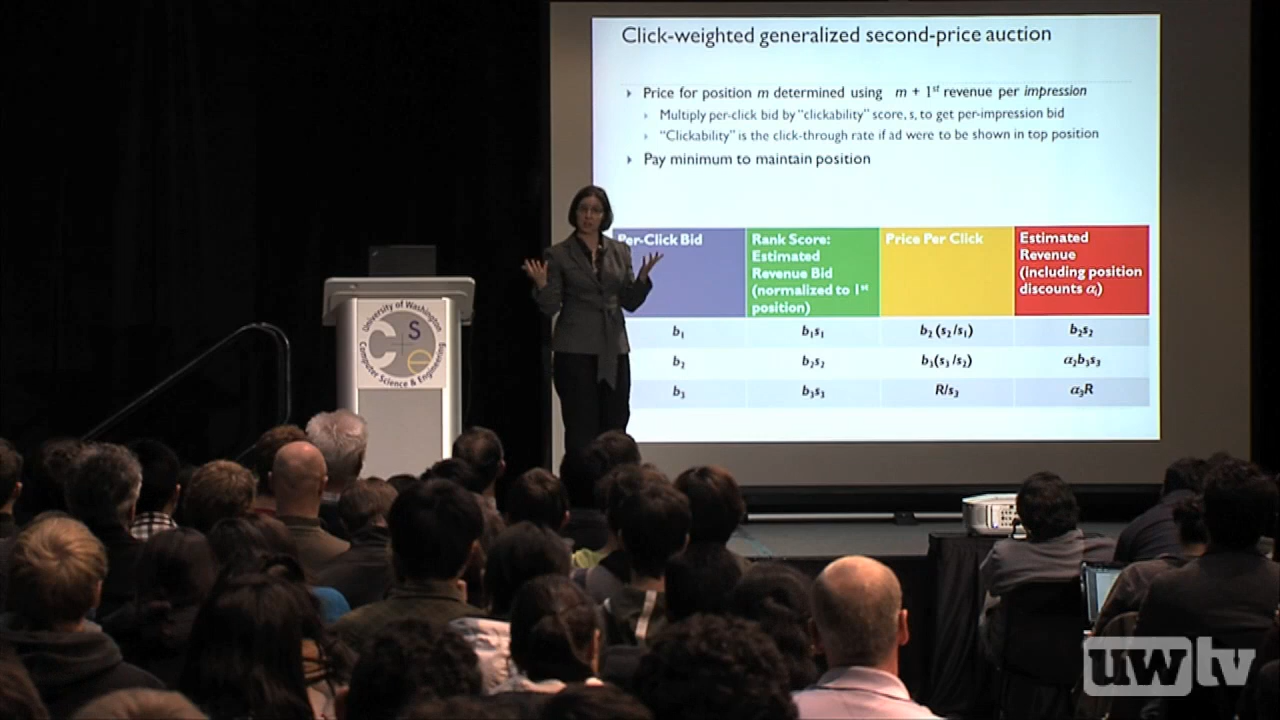 Click-weighted generalized second-price auction
Price for position m determined using m + 1st revenue per impression
Multiply per-click bid by "clickability" score, s, to get per-impression bid
"Clickability" is the click-through rate if ad were to be shown in top position
Pay minimum to maintain position
Per-Click Bid
Rank Score:
Estimated
Revenue Bid
(normalized to 1st
position)
Price Per Click
Estimated
Revenue
(including position
discounts αi)
b1
b1s1
b2 (s2/s1)
b2s2
b2
b2s2
b3(s3/s2)
α2b3s3
b3
b3s3
R/s3
α3R
University of Washington
Computer Science & Engineering
C
S
e
uwtv